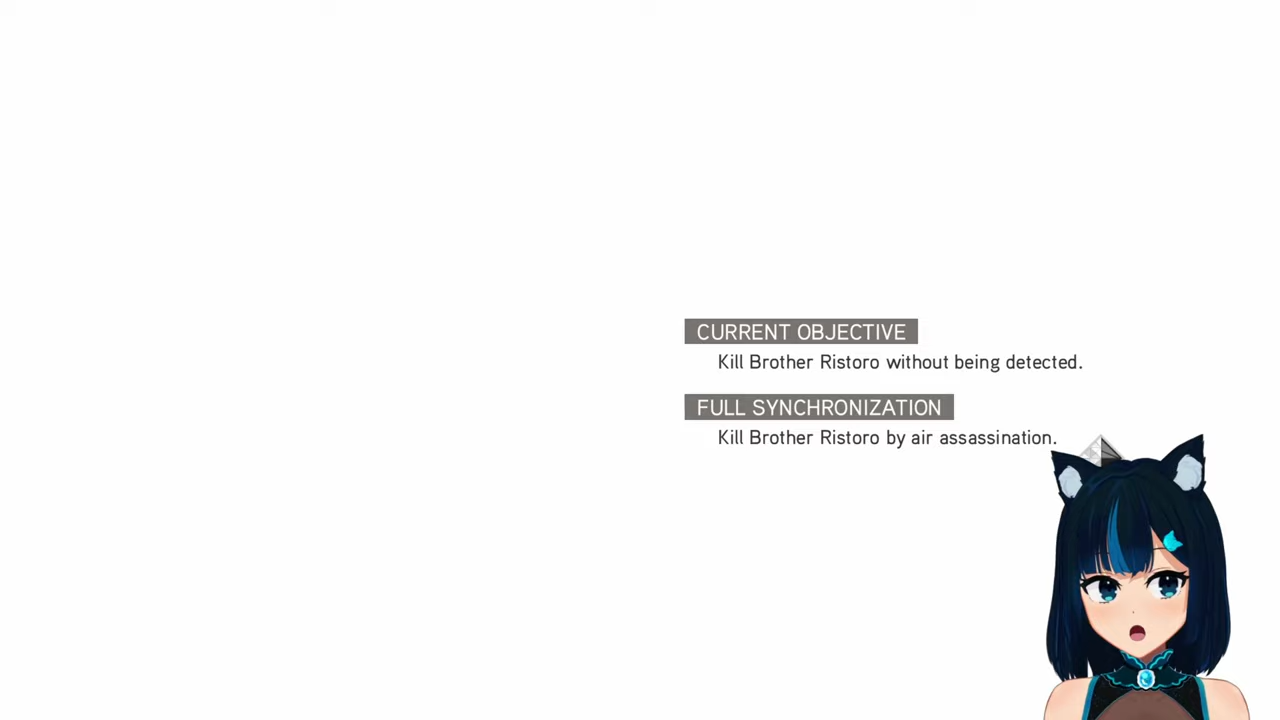 CURRENT OBJECTIVE
Kill Brother Ristoro without being detected.
FULL SYNCHRONIZATION
Kill Brother Ristoro by air assassination.